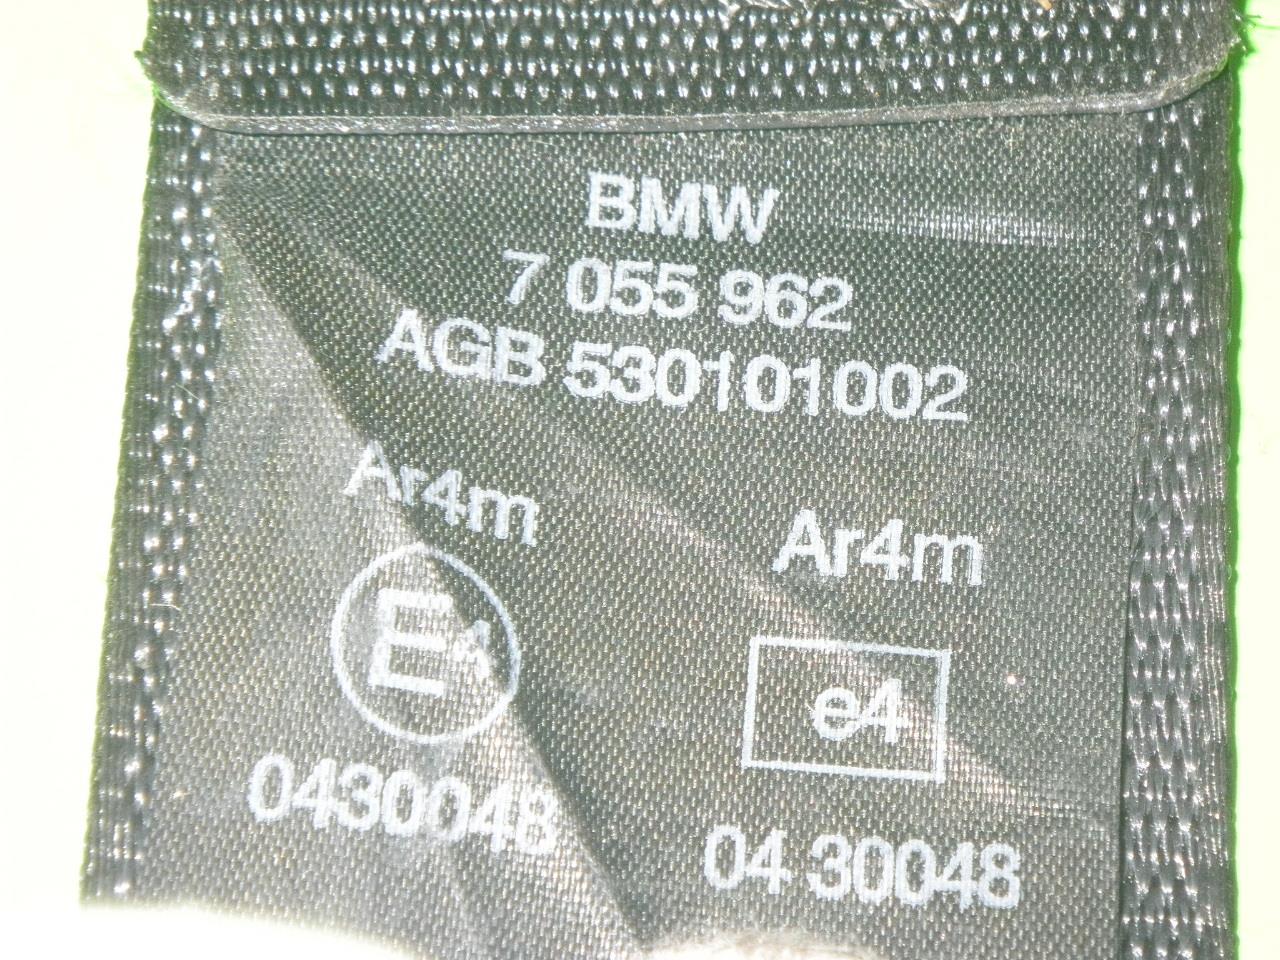 BMW
7 055 962
AGB 530101002
Ar4m Ar4m
E4 e4
0430048 04 30048